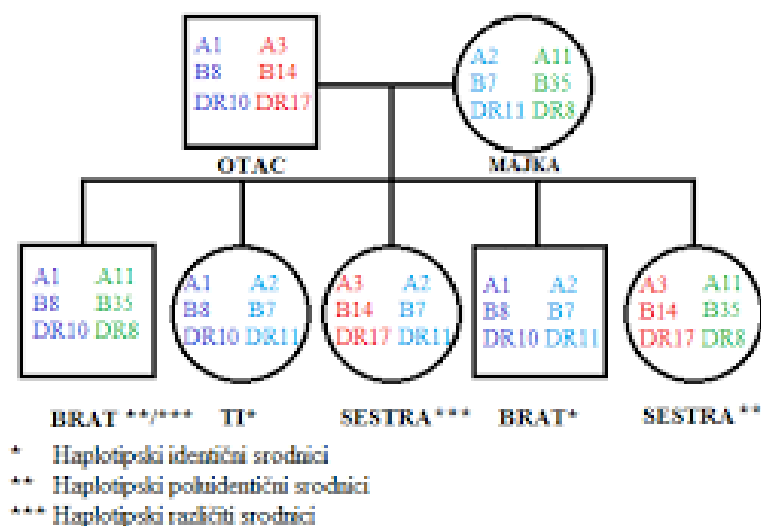 A1 A3
B8 B14
DR10 DR17
OTAC
A2 A11
B7 B35
DR11 DR8
MAJKA
A1 A11
B8 B35
DR10 DR8
BRAT **/***
A1 A2
B8 B7
DR10 DR11
TI*
A3 A2
B14 B7
DR17 DR11
SESTRA***
A1 A2
B8 B7
DR10 DR11
BRAT*
A3 A11
B14 B35
DR17 DR8
SESTRA**
* Haplotipski identični srodnici
** Haplotipski poluidentični srodnici
*** Haplotipski različiti srodnici